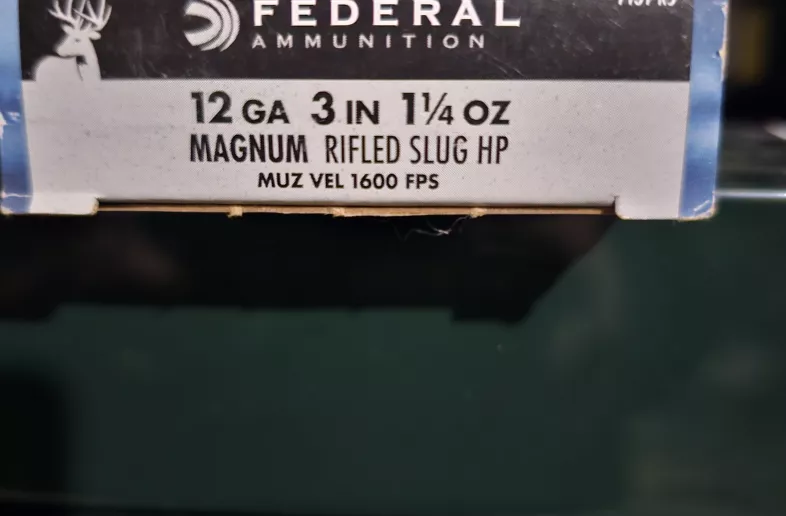 FEDERAL
AMMUNITION
12 GA 3 IN 1¼ OZ
MAGNUM RIFLED SLUG HP
MUZ VEL 1600 FPS